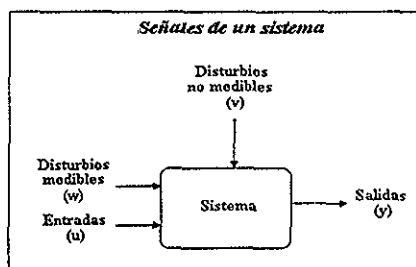 Señales de un sistema
Disturbios
no medibles
(v)
Disturbios
medibles
(w)
Entradas
(u)
Sistema
Salidas
(y)